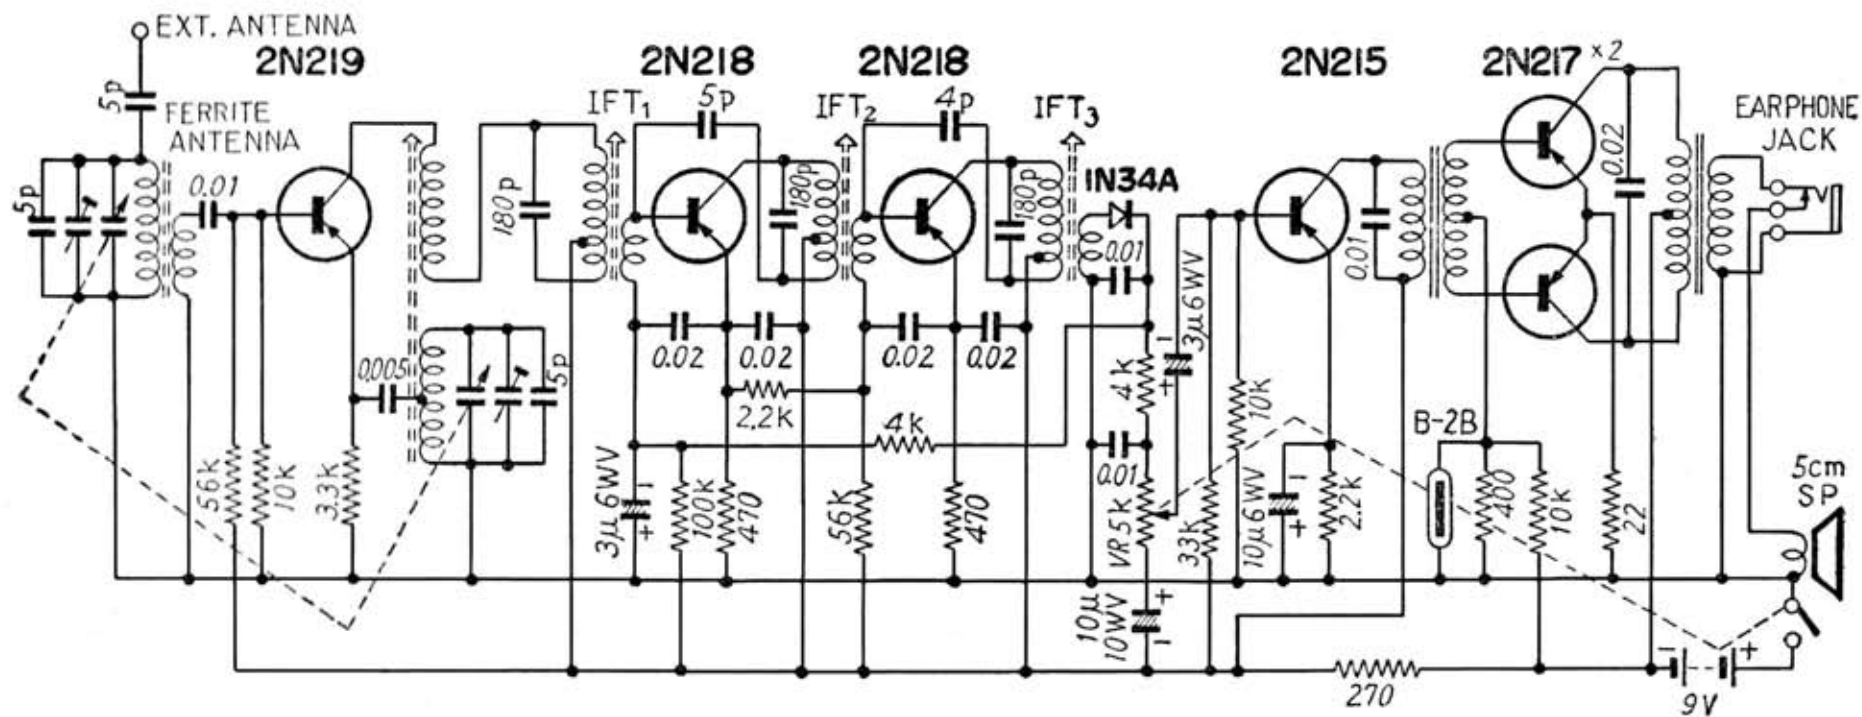 EXT. ANTENNA
2N219
2N218
2N218
2N215
2N217 x2
5p
FERRITE
ANTENNA
IFT1
5p
IFT2
4p
IFT3
EARPHONE
JACK
5p
0.01
180p
180p
180p
1N34A
0.01
0.01
0.02
0.02
0.02
0.02
0.02
3μ6WV
- +
0.005
5p
2.2K
4K
4K
0.01
10K
B-2B
56K
10K
3.3K
3μ6WV
- +
100K
470
56K
470
VR5K
33K
10μ6WV
- +
2.2K
400
10K
22
5cm
SP
10μ
10WV
+ -
270
- +
9V